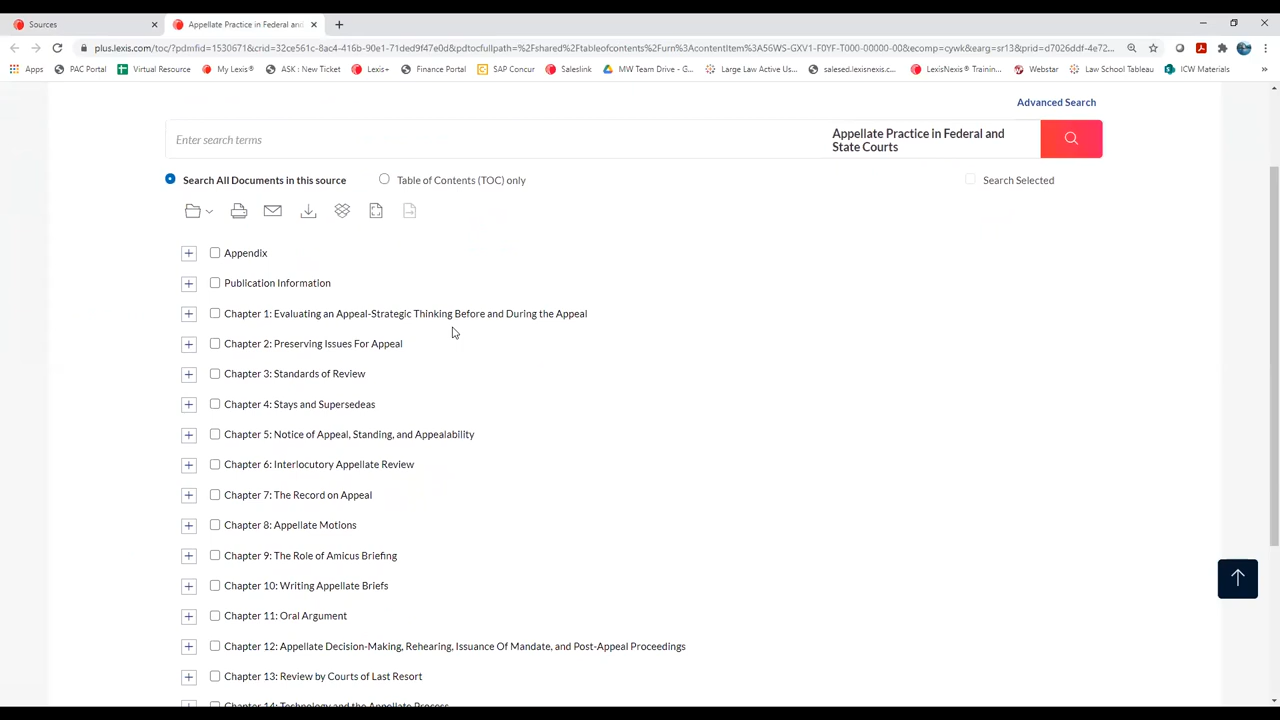 Sources
Appellate Practice in Federal and
plus.lexis.com/toc/?pdmfid=1530671&crid=32ce561c-8ac4-416b-90e1-71ded9f47e0d&pdtocfullpath=%2Fshared%2Ftableofcontents%2Furn%3AcontentItem%3A56WS-GXV1-F0YF-T000-00000-00&ecomp=cywk&earg=sr13&prid=d7026ddf-4e72...
Apps PAC Portal Virtual Resource My Lexis® ASK : New Ticket Lexis+ Finance Portal SAP Concur Saleslink MW Team Drive - G... Large Law Active Us... salesed.lexisnexis.c... LexisNexis® Trainin... Webstar Law School Tableau ICW Materials »
Advanced Search
Enter search terms
Appellate Practice in Federal and
State Courts
Search All Documents in this source Table of Contents (TOC) only Search Selected
Appendix
Publication Information
Chapter 1: Evaluating an Appeal-Strategic Thinking Before and During the Appeal
Chapter 2: Preserving Issues For Appeal
Chapter 3: Standards of Review
Chapter 4: Stays and Supersedeas
Chapter 5: Notice of Appeal, Standing, and Appealability
Chapter 6: Interlocutory Appellate Review
Chapter 7: The Record on Appeal
Chapter 8: Appellate Motions
Chapter 9: The Role of Amicus Briefing
Chapter 10: Writing Appellate Briefs
Chapter 11: Oral Argument
Chapter 12: Appellate Decision-Making, Rehearing, Issuance Of Mandate, and Post-Appeal Proceedings
Chapter 13: Review by Courts of Last Resort
Chapter 14: Technology and the Appellate Process